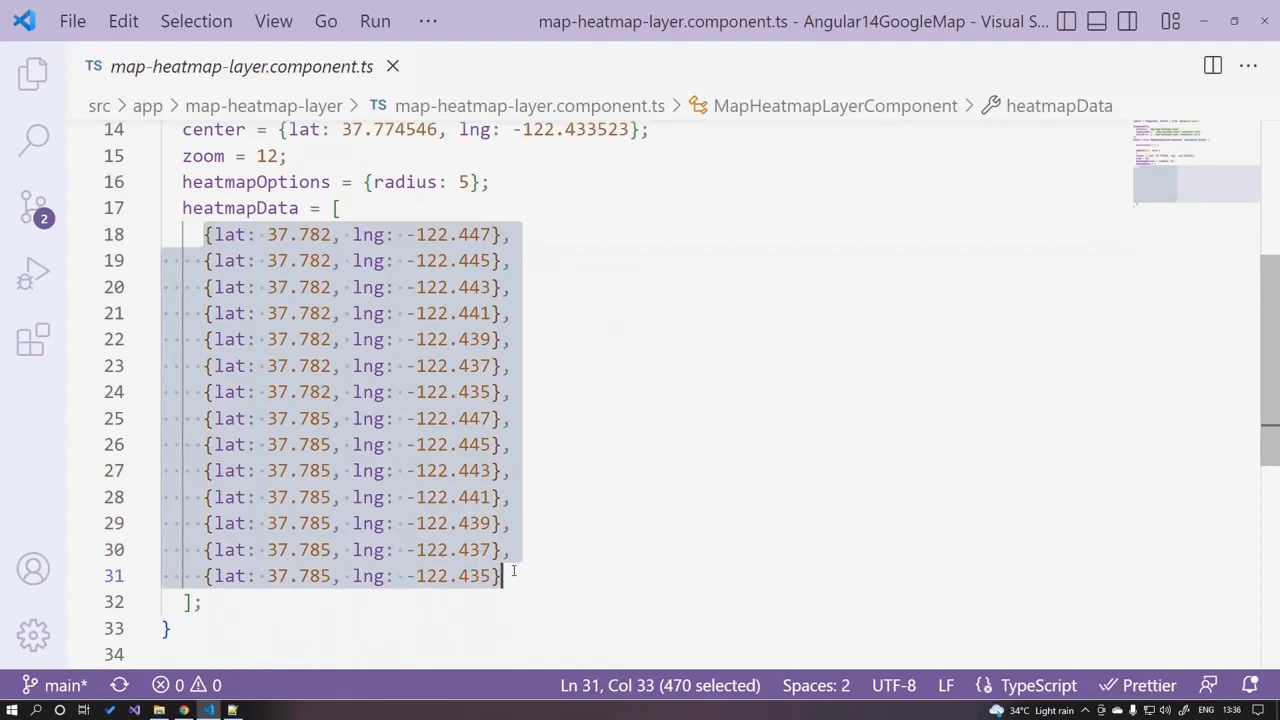 File Edit Selection View Go Run ··· map-heatmap-layer.component.ts - Angular14GoogleMap - Visual S...
TS map-heatmap-layer.component.ts
src > app > map-heatmap-layer > TS map-heatmap-layer.component.ts > MapHeatmapLayerComponent > heatmapData
14 center = {lat: 37.774546, lng: -122.433523};
15 zoom = 12;
16 heatmapOptions = {radius: 5};
17 heatmapData = [
18 {lat: 37.782, lng: -122.447},
19 {lat: 37.782, lng: -122.445},
20 {lat: 37.782, lng: -122.443},
21 {lat: 37.782, lng: -122.441},
22 {lat: 37.782, lng: -122.439},
23 {lat: 37.782, lng: -122.437},
24 {lat: 37.782, lng: -122.435},
25 {lat: 37.785, lng: -122.447},
26 {lat: 37.785, lng: -122.445},
27 {lat: 37.785, lng: -122.443},
28 {lat: 37.785, lng: -122.441},
29 {lat: 37.785, lng: -122.439},
30 {lat: 37.785, lng: -122.437},
31 {lat: 37.785, lng: -122.435}
32 ];
33 }
34
2
main* 0 0 Ln 31, Col 33 (470 selected) Spaces: 2 UTF-8 LF TypeScript Prettier
34°C Light rain ENG 13:36